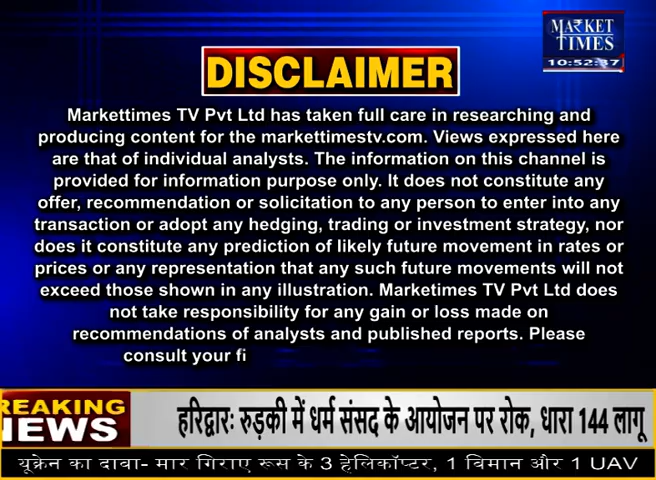 MARKET
TIMES
10:52:37
DISCLAIMER
Markettimes TV Pvt Ltd has taken full care in researching and
producing content for the markettimestv.com. Views expressed here
are that of individual analysts. The information on this channel is
provided for information purpose only. It does not constitute any
offer, recommendation or solicitation to any person to enter into any
transaction or adopt any hedging, trading or investment strategy, nor
does it constitute any prediction of likely future movement in rates or
prices or any representation that any such future movements will not
exceed those shown in any illustration. Marketimes TV Pvt Ltd does
not take responsibility for any gain or loss made on
recommendations of analysts and published reports. Please
consult your fi
REAKING
NEWS
हरिद्वारः रुड़की में धर्म संसद के आयोजन पर रोक, धारा 144 लागू
यूक्रेन का दाबा- मार गिराए रूस के 3 हेलिकॉप्टर, 1 विमान और 1 UAV